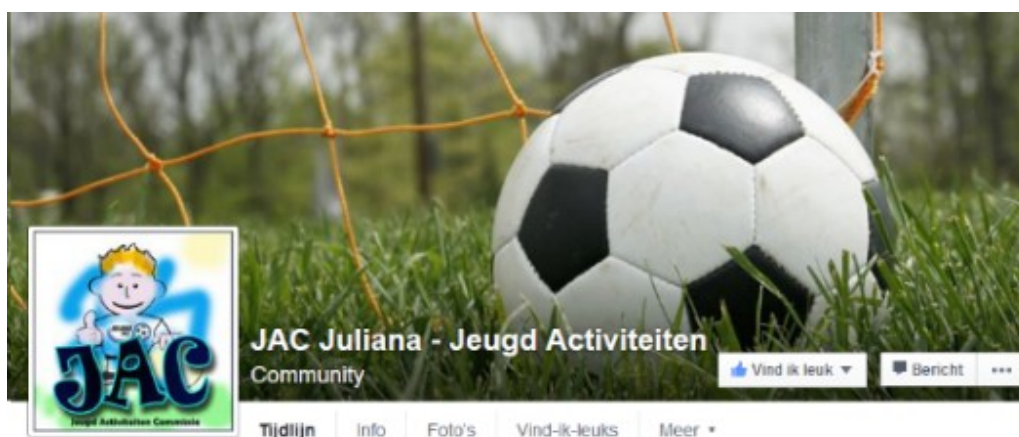 JAC
Jeugd Activiteiten Commissie
JAC Juliana - Jeugd Activiteiten
Community
Vind ik leuk
Bericht
Tijdlijn Info Foto's Vind-ik-leuks Meer